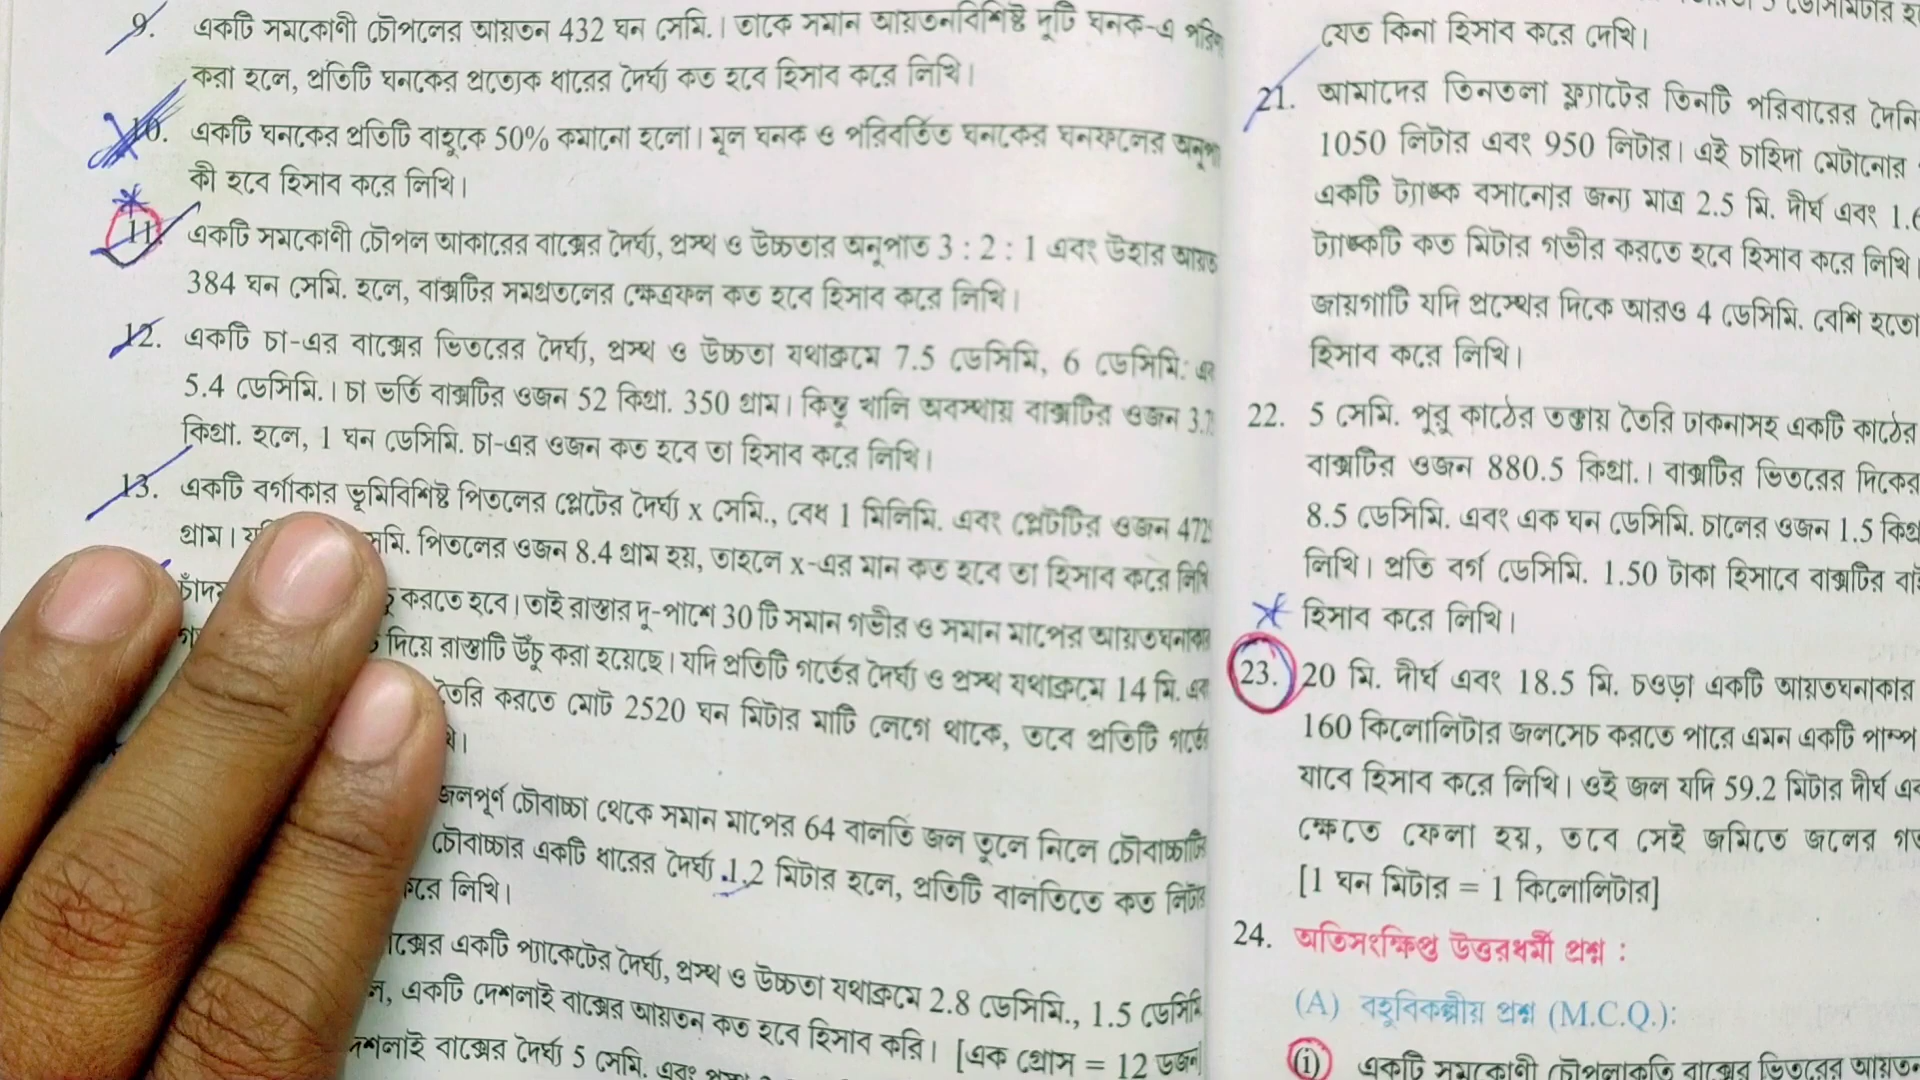 9. একটি সমকোণী চৌপলের আয়তন 432 ঘন সেমি.। তাকে সমান আয়তনবিশিষ্ট দুটি ঘনক-এ
করা হলে, প্রতিটি ঘনকের প্রত্যেক ধারের দৈর্ঘ্য কত হবে হিসাব করে লিখি।
10. একটি ঘনকের প্রতিটি বাহুকে 50% কমানো হলো। মূল ঘনক ও পরিবর্তিত ঘনকের ঘনফলের
কী হবে হিসাব করে লিখি।
11. একটি সমকোণী চৌপল আকারের বাক্সের দৈর্ঘ্য, প্রস্থ ও উচ্চতার অনুপাত 3 : 2 : 1 এবং উহার
384 ঘন সেমি. হলে, বাক্সটির সমগ্রতলের ক্ষেত্রফল কত হবে হিসাব করে লিখি।
12. একটি চা-এর বাক্সের ভিতরের দৈর্ঘ্য, প্রস্থ ও উচ্চতা যথাক্রমে 7.5 ডেসিমি, 6 ডেসিমি.
5.4 ডেসিমি.। চা ভর্তি বাক্সটির ওজন 52 কিগ্রা. 350 গ্রাম। কিন্তু খালি অবস্থায় বাক্সটির ওজন
কিগ্রা. হলে, 1 ঘন ডেসিমি. চা-এর ওজন কত হবে তা হিসাব করে লিখি।
13. একটি বর্গাকার ভূমিবিশিষ্ট পিতলের প্লেটের দৈর্ঘ্য x সেমি., বেধ 1 মিলিমি. এবং প্লেটটির ওজন
গ্রাম। পিতলের ওজন 8.4 গ্রাম হয়, তাহলে x-এর মান কত হবে তা হিসাব করে লিখি
করতে হবে। তাই রাস্তার দু-পাশে 30 টি সমান গভীর ও সমান মাপের আয়তঘনাকার
দিয়ে রাস্তাটি উঁচু করা হয়েছে। যদি প্রতিটি গর্তের দৈর্ঘ্য ও প্রস্থ যথাক্রমে 14 মি.
তৈরি করতে মোট 2520 ঘন মিটার মাটি লেগে থাকে, তবে প্রতিটি গর্তের
জলপূর্ণ চৌবাচ্চা থেকে সমান মাপের 64 বালতি জল তুলে নিলে চৌবাচ্চাটির
চৌবাচ্চার একটি ধারের দৈর্ঘ্য 1.2 মিটার হলে, প্রতিটি বালতিতে কত লিটার
করে লিখি।
একটি প্যাকেটের দৈর্ঘ্য, প্রস্থ ও উচ্চতা যথাক্রমে 2.8 ডেসিমি., 1.5 ডেসিমি
একটি দেশলাই বাক্সের আয়তন কত হবে হিসাব করি। [এক গ্রোস = 12 ডজন]
বাক্সের দৈর্ঘ্য 5 সেমি. এবং
যেত কিনা হিসাব করে দেখি।
21. আমাদের তিনতলা ফ্ল্যাটের তিনটি পরিবারের
1050 লিটার এবং 950 লিটার। এই চাহিদা মেটানোর
একটি ট্যাঙ্ক বসানোর জন্য মাত্র 2.5 মি. দীর্ঘ এবং
ট্যাঙ্কটি কত মিটার গভীর করতে হবে হিসাব করে লিখি।
জায়গাটি যদি প্রস্থের দিকে আরও 4 ডেসিমি. বেশি হতো
হিসাব করে লিখি।
22. 5 সেমি. পুরু কাঠের তক্তায় তৈরি ঢাকনাসহ একটি কাঠের
বাক্সটির ওজন 880.5 কিগ্রা.। বাক্সটির ভিতরের দিকের
8.5 ডেসিমি. এবং এক ঘন ডেসিমি. চালের ওজন 1.5
লিখি। প্রতি বর্গ ডেসিমি. 1.50 টাকা হিসাবে বাক্সটির
হিসাব করে লিখি।
23. 20 মি. দীর্ঘ এবং 18.5 মি. চওড়া একটি আয়তঘনাকার
160 কিলোলিটার জলসেচ করতে পারে এমন একটি পাম্প
যাবে হিসাব করে লিখি। ওই জল যদি 59.2 মিটার দীর্ঘ
ক্ষেতে ফেলা হয়, তবে সেই জমিতে জলের
[1 ঘন মিটার = 1 কিলোলিটার]
24. অতিসংক্ষিপ্ত উত্তরধর্মী প্রশ্ন :
(A) বহুবিকল্পীয় প্রশ্ন (M.C.Q.):
(i) একটি সমকোণী চৌপলাকৃতি বাক্সের ভিতরের আয়তন